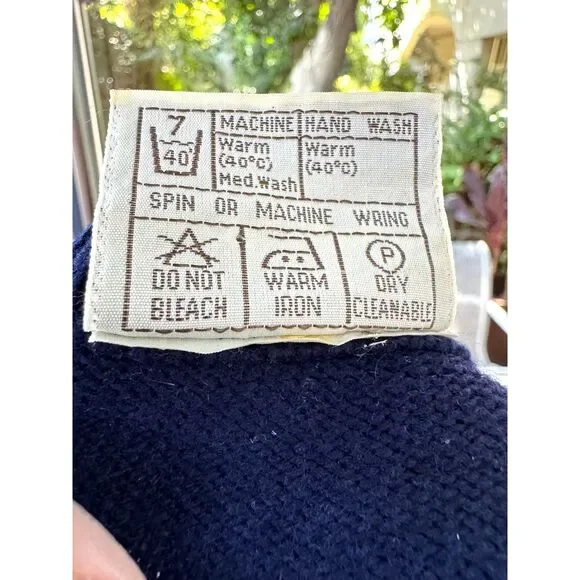 7
40
MACHINE
Warm
(40°C)
Med.Wash
HAND WASH
Warm
(40°C)
SPIN OR MACHINE WRING
DO NOT
BLEACH
WARM
IRON
P
DRY
CLEANABLE